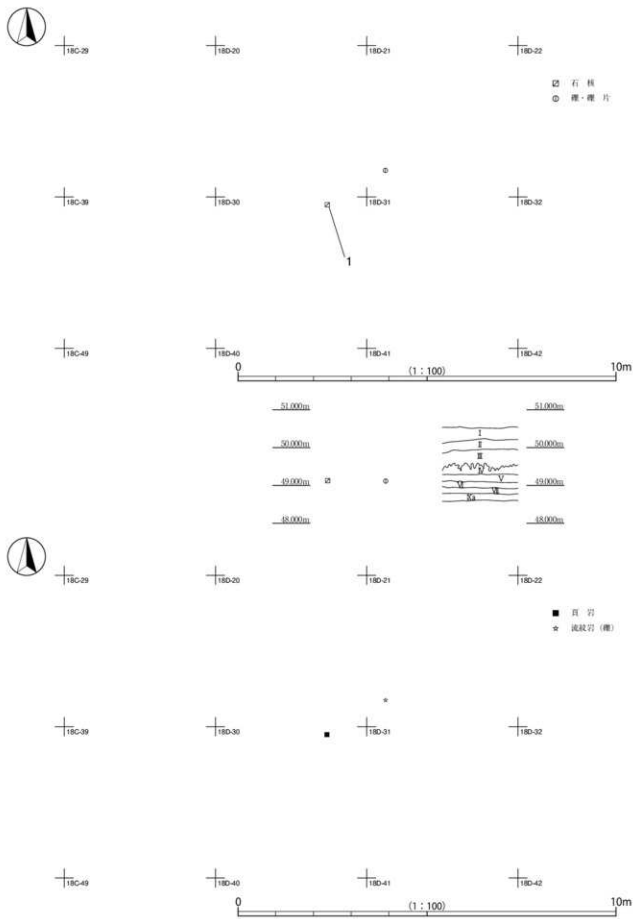 18C-29 18D-20 18D-21 18D-22
石 核
礫・礫 片
18C-39 18D-30 18D-31 18D-32
1
18C-49 18D-40 18D-41 18D-42
0 (1:100) 10m
51.000m 51.000m
Ⅰ
50.000m Ⅱ 50.000m
Ⅲ
Ⅳ
Ⅴ
49.000m Ⅵ 49.000m
Ⅶ
Ⅸa
48.000m 48.000m
18C-29 18D-20 18D-21 18D-22
頁 岩
流紋岩(礫)
18C-39 18D-30 18D-31 18D-32
18C-49 18D-40 18D-41 18D-42
0 (1:100) 10m